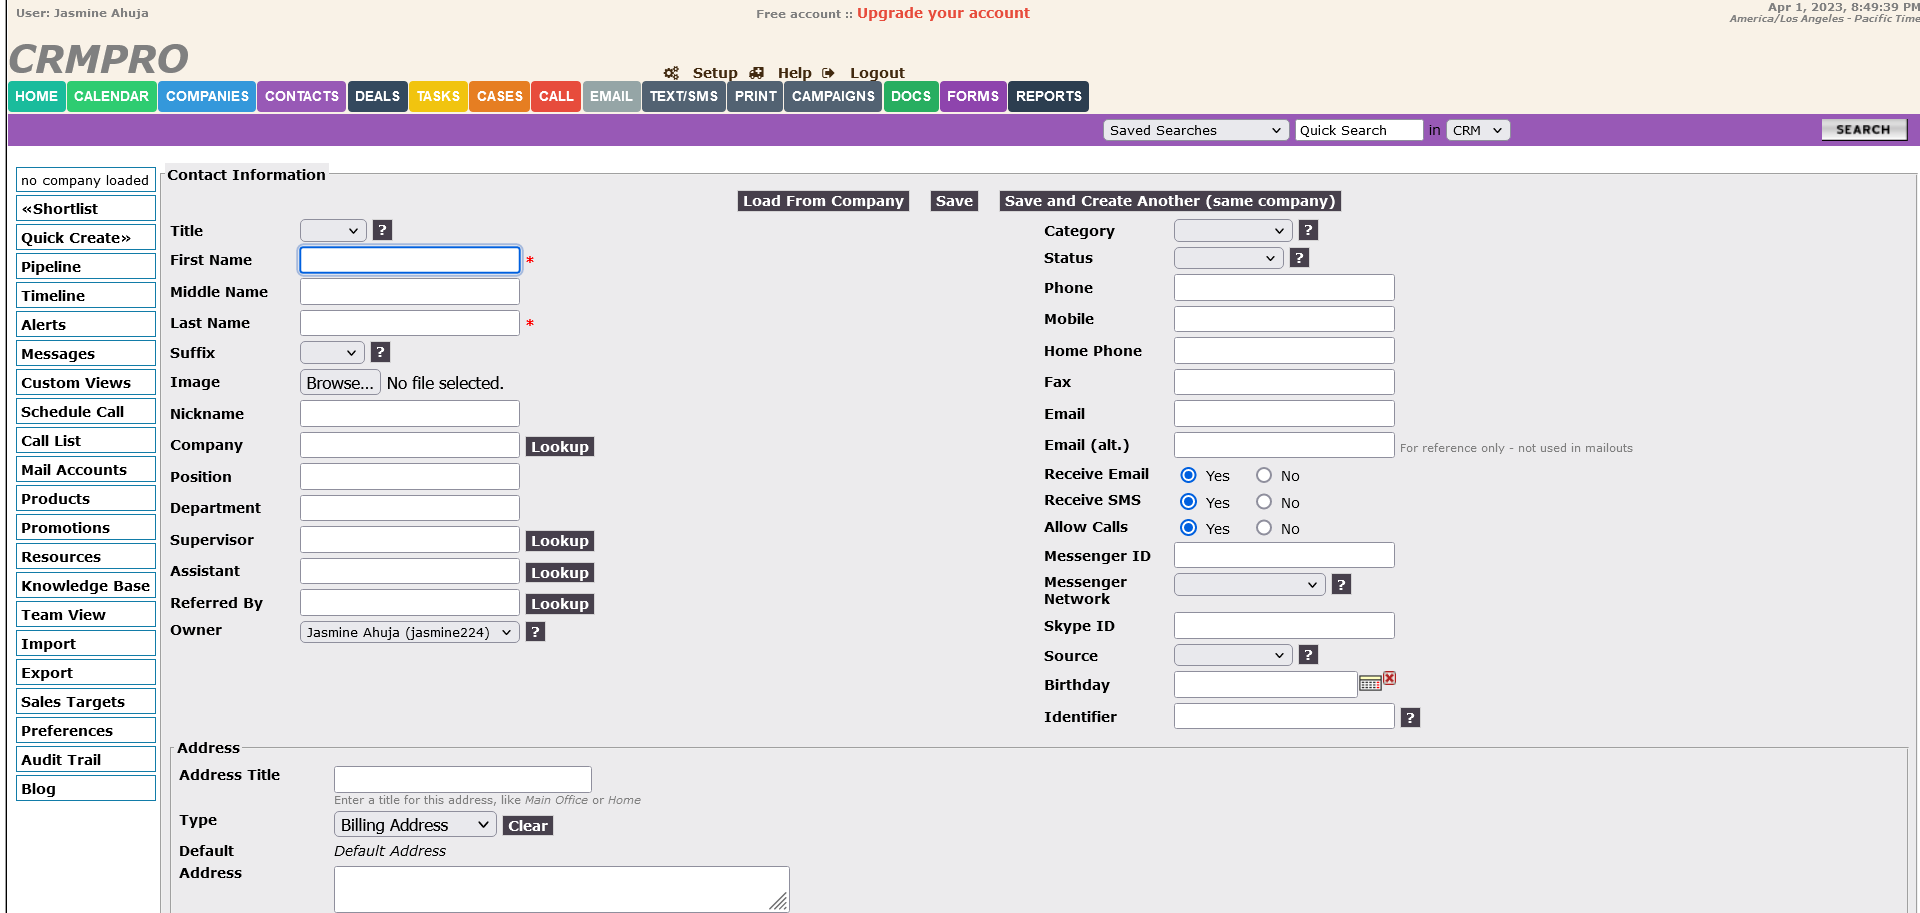 User: Jasmine Ahuja
Free account :: Upgrade your account
Apr 1, 2023, 8:49:39 PM
America/Los Angeles - Pacific Time
CRMPRO
Setup Help Logout
HOME CALENDAR COMPANIES CONTACTS DEALS TASKS CASES CALL EMAIL TEXT/SMS PRINT CAMPAIGNS DOCS FORMS REPORTS
Saved Searches Quick Search in CRM SEARCH
no company loaded
«Shortlist
Quick Create»
Pipeline
Timeline
Alerts
Messages
Custom Views
Schedule Call
Call List
Mail Accounts
Products
Promotions
Resources
Knowledge Base
Team View
Import
Export
Sales Targets
Preferences
Audit Trail
Blog
Contact Information
Load From Company Save Save and Create Another (same company)
Title ?
First Name *
Middle Name
Last Name *
Suffix ?
Image Browse... No file selected.
Nickname
Company Lookup
Position
Department
Supervisor Lookup
Assistant Lookup
Referred By Lookup
Owner Jasmine Ahuja (jasmine224) ?
Category ?
Status ?
Phone
Mobile
Home Phone
Fax
Email
Email (alt.) For reference only - not used in mailouts
Receive Email Yes No
Receive SMS Yes No
Allow Calls Yes No
Messenger ID
Messenger
Network ?
Skype ID
Source ?
Birthday
Identifier ?
Address
Address Title
Enter a title for this address, like Main Office or Home
Type Billing Address Clear
Default Default Address
Address